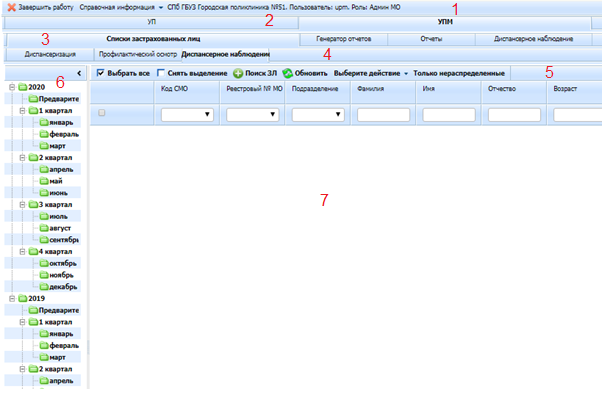 Завершить работу Справочная информация СПб ГБУЗ Городская поликлиника №51. Пользователь: upm. Роль: Админ МО 1
УП 2 УПМ
3 Списки застрахованных лиц Генератор отчетов Отчеты Диспансерное наблюдение
Диспансеризация Профилактический осмотр Диспансерное наблюдение 4
6 Выбрать все Снять выделение Поиск ЗЛ Обновить Выберите действие Только нераспределенные 5
Код СМО Реестровый № МО Подразделение Фамилия Имя Отчество Возраст
2020
Предварите
1 квартал
январь
февраль
март
2 квартал
апрель
май
июнь
3 квартал
июль
август
сентябрь
4 квартал
октябрь
ноябрь
декабрь
2019
Предварите
1 квартал
январь
февраль
март
2 квартал
апрель
7